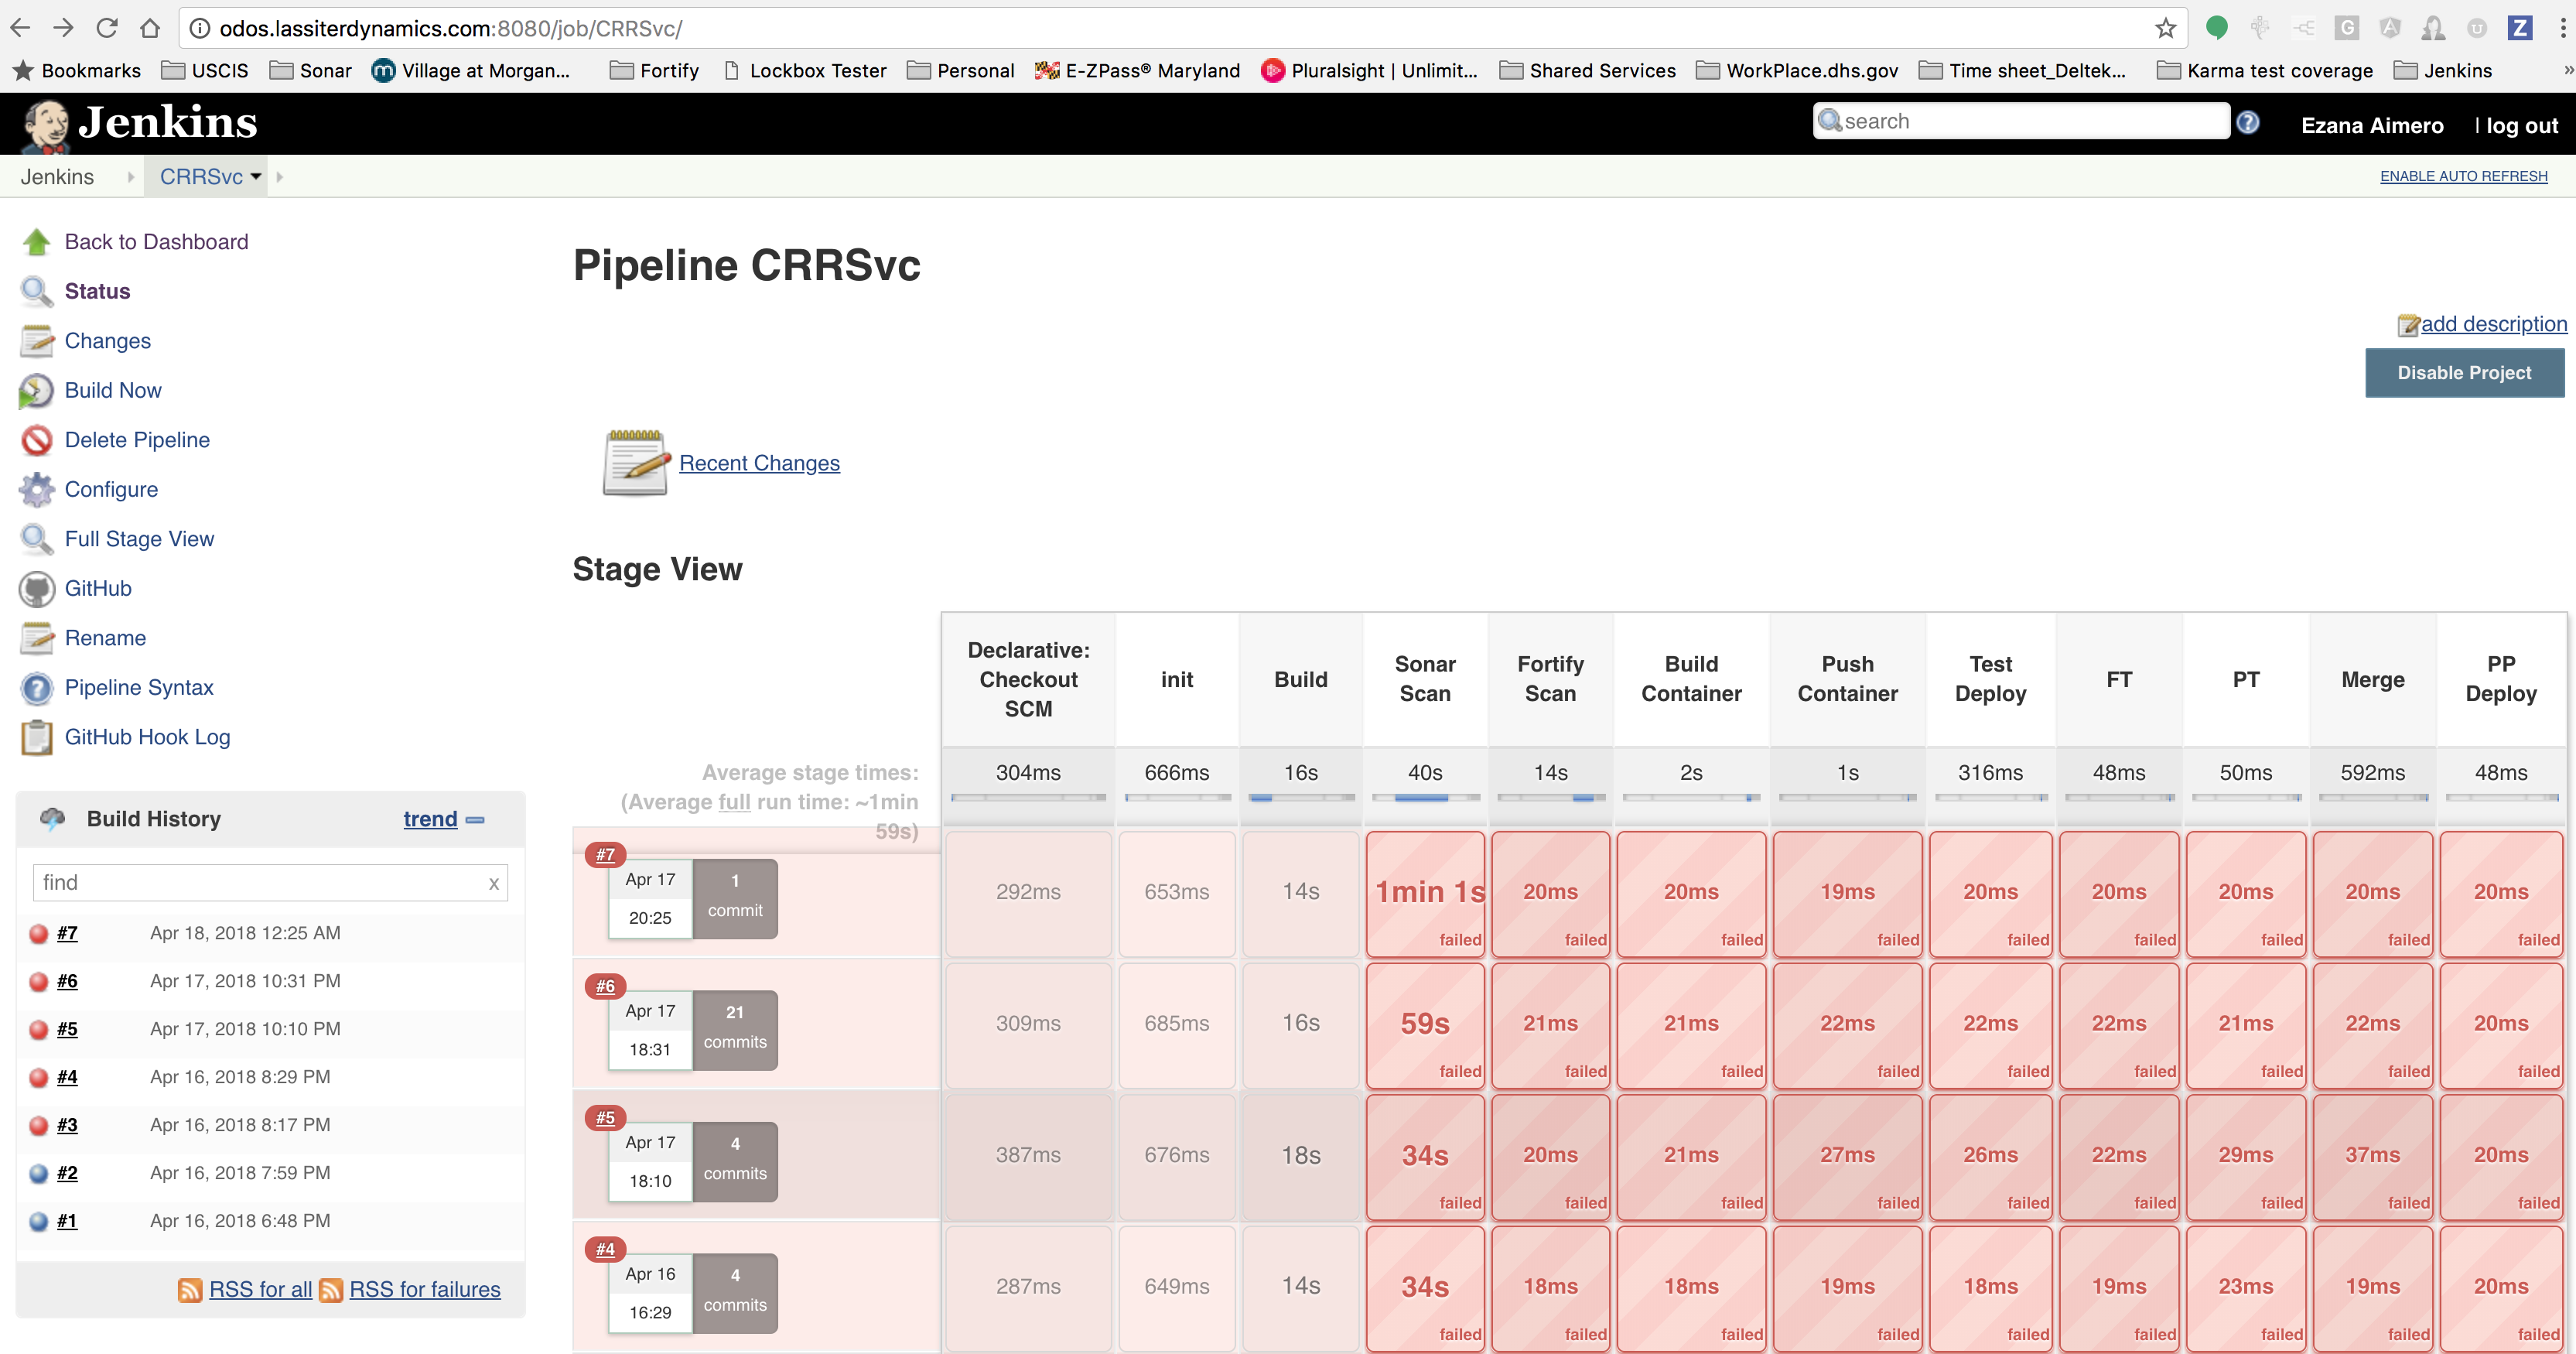 odos.lassiterdynamics.com:8080/job/CRRSvc/
G
A
U
Z
Bookmarks USCIS Sonar m Village at Morgan... Fortify Lockbox Tester Personal E-ZPass® Maryland Pluralsight | Unlimit... Shared Services WorkPlace.dhs.gov Time sheet_Deltek... Karma test coverage Jenkins »
Jenkins
search
?
Ezana Aimero | log out
Jenkins CRRSvc
ENABLE AUTO REFRESH
Back to Dashboard
Status
Changes
Build Now
Delete Pipeline
Configure
Full Stage View
GitHub
Rename
Pipeline Syntax
GitHub Hook Log
Build History trend
find x
#7 Apr 18, 2018 12:25 AM
#6 Apr 17, 2018 10:31 PM
#5 Apr 17, 2018 10:10 PM
#4 Apr 16, 2018 8:29 PM
#3 Apr 16, 2018 8:17 PM
#2 Apr 16, 2018 7:59 PM
#1 Apr 16, 2018 6:48 PM
RSS for all RSS for failures
Pipeline CRRSvc
add description
Disable Project
Recent Changes
Stage View
Declarative: Checkout SCM init Build Sonar Scan Fortify Scan Build Container Push Container Test Deploy FT PT Merge PP Deploy
Average stage times:
(Average full run time: ~1min
59s)
304ms 666ms 16s 40s 14s 2s 1s 316ms 48ms 50ms 592ms 48ms
#7
Apr 17
20:25
1
commit
292ms 653ms 14s 1min 1s 20ms 20ms 19ms 20ms 20ms 20ms 20ms 20ms
failed failed failed failed failed failed failed failed failed
#6
Apr 17
18:31
21
commits
309ms 685ms 16s 59s 21ms 21ms 22ms 22ms 22ms 21ms 22ms 20ms
failed failed failed failed failed failed failed failed failed
#5
Apr 17
18:10
4
commits
387ms 676ms 18s 34s 20ms 21ms 27ms 26ms 22ms 29ms 37ms 20ms
failed failed failed failed failed failed failed failed failed
#4
Apr 16
16:29
4
commits
287ms 649ms 14s 34s 18ms 18ms 19ms 18ms 19ms 23ms 19ms 20ms
failed failed failed failed failed failed failed failed failed